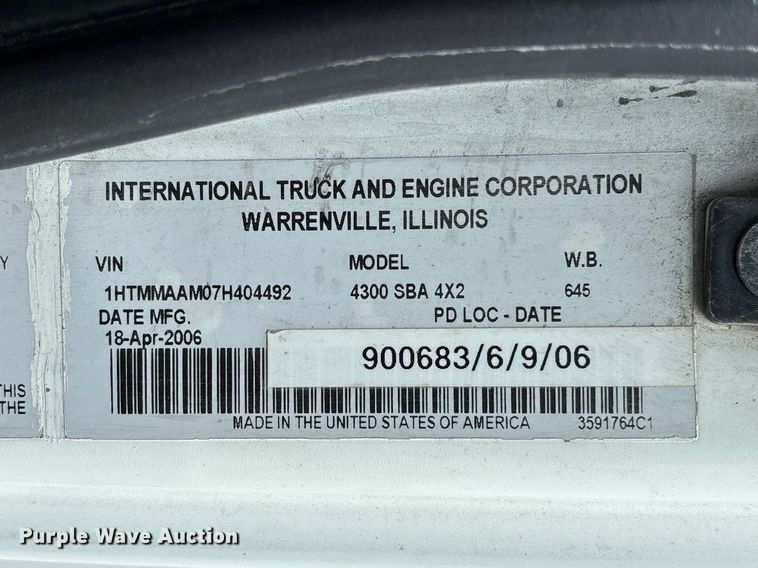 INTERNATIONAL TRUCK AND ENGINE CORPORATION
WARRENVILLE, ILLINOIS
VIN MODEL W.B.
1HTMMAAM07H404492 4300 SBA 4X2 645
DATE MFG. PD LOC - DATE
18-Apr-2006
900683/6/9/06
MADE IN THE UNITED STATES OF AMERICA 3591764C1
Y
THIS
THE
Purple Wave Auction